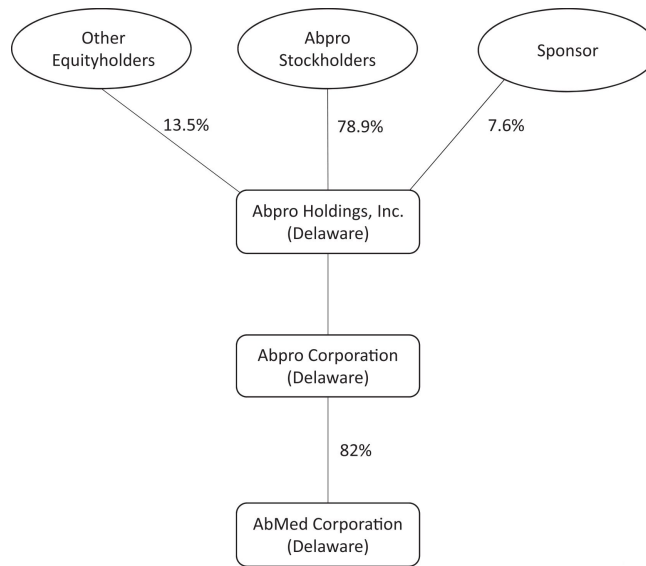 Other
Equityholders
Abpro
Stockholders
Sponsor
13.5%
78.9%
7.6%
Abpro Holdings, Inc.
(Delaware)
Abpro Corporation
(Delaware)
82%
AbMed Corporation
(Delaware)